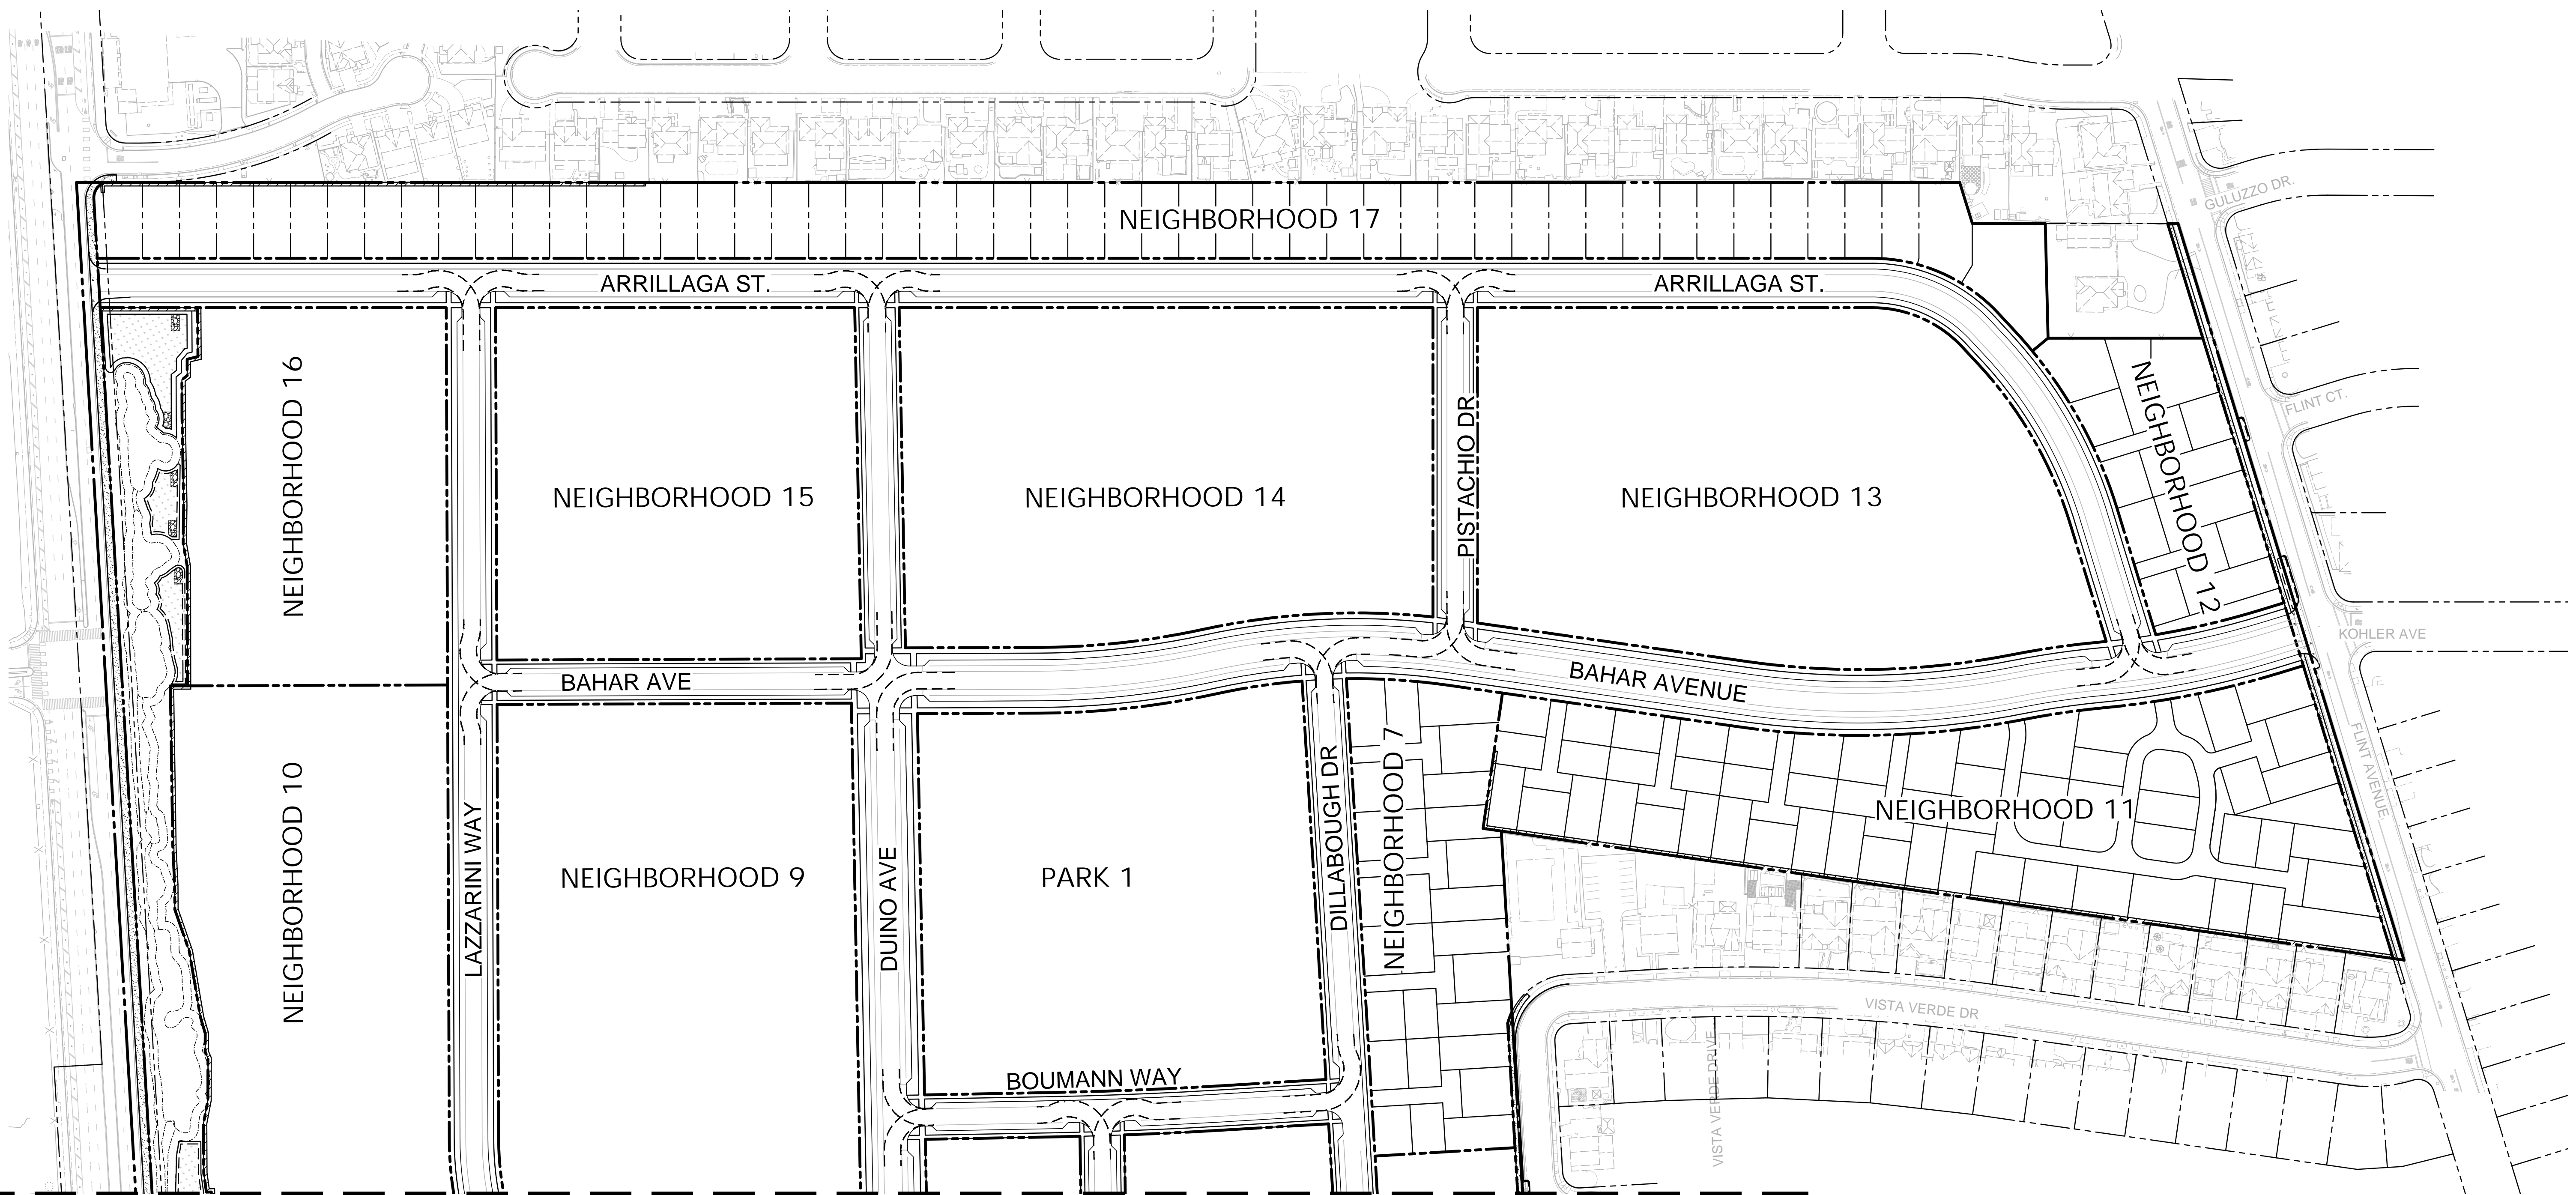 GULUZZO DR.
NEIGHBORHOOD 17
ARRILLAGA ST.
ARRILLAGA ST.
FLINT CT.
NEIGHBORHOOD 16
NEIGHBORHOOD 15
NEIGHBORHOOD 14
PISTACHIO DR.
NEIGHBORHOOD 13
NEIGHBORHOOD 12
KOHLER AVE
BAHAR AVE
BAHAR AVENUE
FLINT AVENUE.
NEIGHBORHOOD 10
LAZZARINI WAY
NEIGHBORHOOD 9
DUINO AVE
PARK 1
DILLABOUGH DR
NEIGHBORHOOD 7
NEIGHBORHOOD 11
VISTA VERDE DR
BOUMANN WAY
VISTA VERDE DRIVE